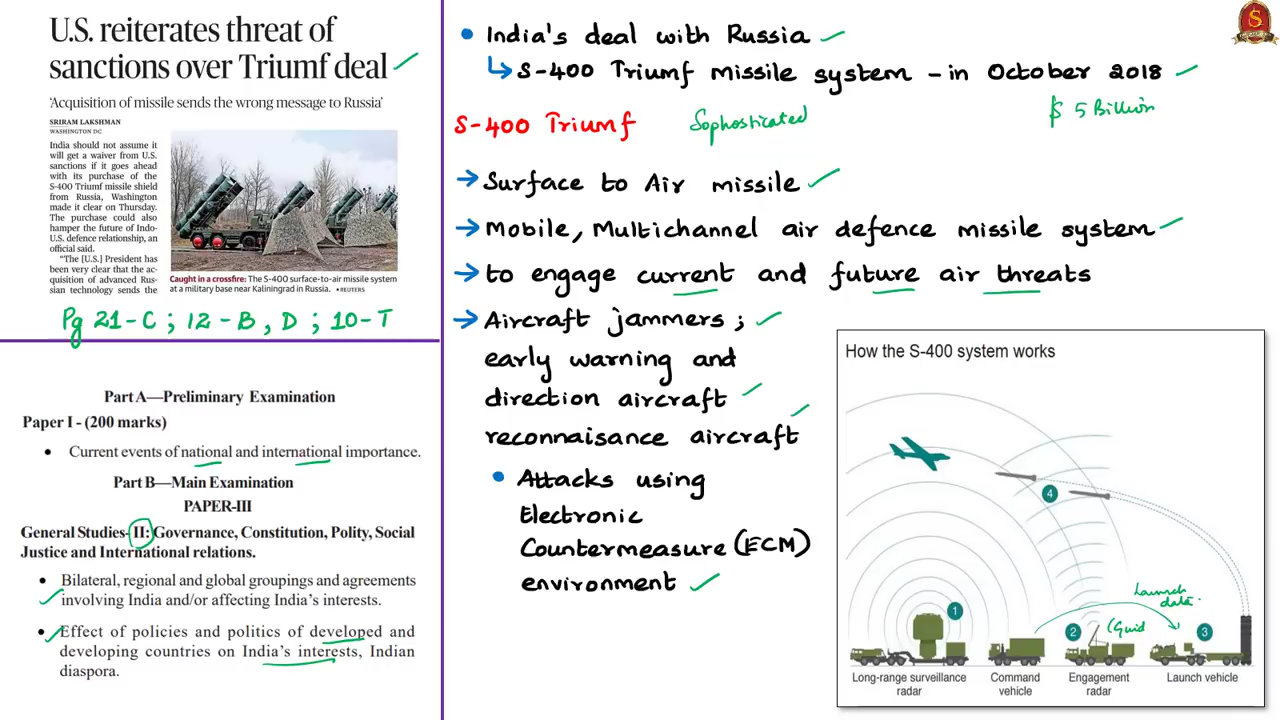 U.S. reiterates threat of
sanctions over Triumf deal
'Acquisition of missile sends the wrong message to Russia'
SRIRAM LAKSHMAN
WASHINGTON DC
India should not assume it
will get a waiver from U.S.
sanctions if it goes ahead
with its purchase of the
S-400 Triumf missile shield
from Russia, Washington
made it clear on Thursday.
The purchase could also
hamper the future of Indo-
U.S. defence relationship, an
official said.
"The [U.S.] President has
been very clear that the ac-
quisition of advanced Rus-
sian technology sends the
Caught in a crossfire: The S-400 surface-to-air missile system
at a military base near Kaliningrad in Russia. •REUTERS
Pg 21-C ; 12-B, D ; 10-T
Part A—Preliminary Examination
Paper I - (200 marks)
• Current events of national and international importance.
Part B—Main Examination
PAPER-III
General Studies- II: Governance, Constitution, Polity, Social
Justice and International relations.
• Bilateral, regional and global groupings and agreements
involving India and/or affecting India's interests.
• Effect of policies and politics of developed and
developing countries on India's interests, Indian
diaspora.
• India's deal with Russia
↳ S-400 Triumf missile system - in October 2018
$ 5 Billion
S-400 Triumf Sophosticated
→ Surface to Air missile
→ Mobile, Multichannel air defence missile system
→ to engage current and future air threats
→ Aircraft jammers ;
early warning and
direction aircraft
reconnaisance aircraft
• Attacks using
Electronic
Countermeasure (ECM)
environment
How the S-400 system works
4
1
Launch
data
2
(Guid
3
Long-range surveillance
radar
Command
vehicle
Engagement
radar
Launch vehicle